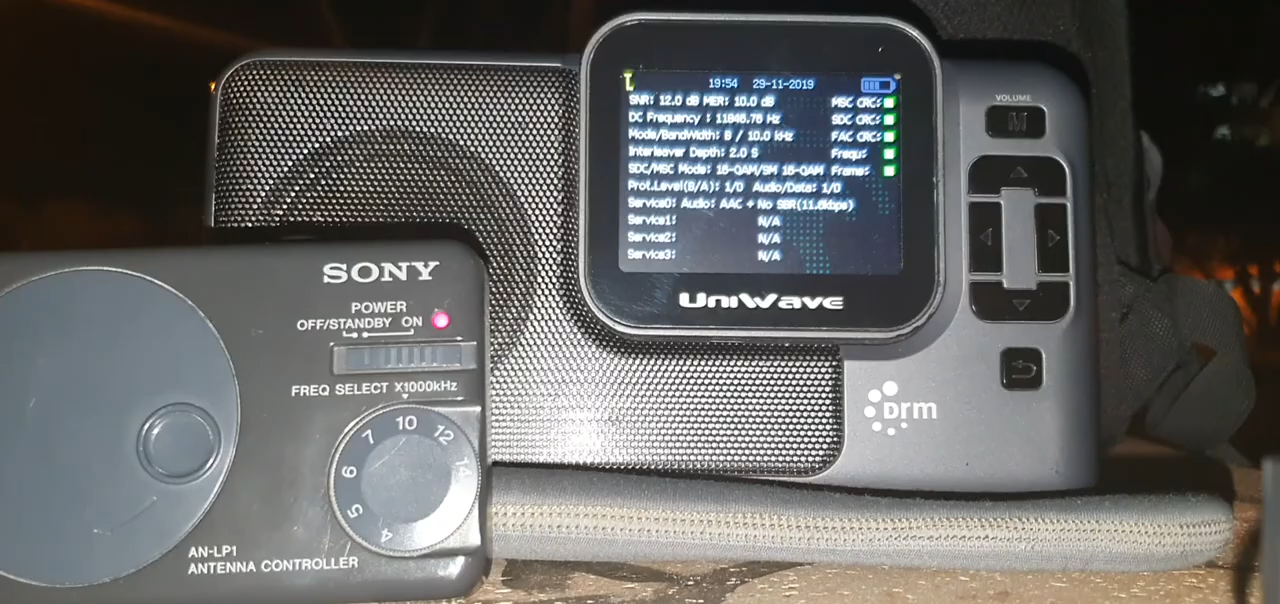 19:54 29-11-2019
SNR: 12.0 dB MER: 10.0 dB MSC CRC:
DC Frequency : 11846.76 Hz SDC CRC:
Mode/BandWidth: B / 10.0 kHz FAC CRC:
Interleaver Depth: 2.0 S Frequ:
SDC/MSC Mode: 16-QAM/SM 16-QAM Frame:
Prot.Level(B/A): 1/0 Audio/Data: 1/0
Service0: Audio: AAC + No SBR(11.6kbps)
Service1: N/A
Service2: N/A
Service3: N/A
UniWave
VOLUME
M
Drm
SONY
POWER
OFF/STANDBY ON
FREQ SELECT X1000kHz
4 5 6 7 10 12 14
AN-LP1
ANTENNA CONTROLLER